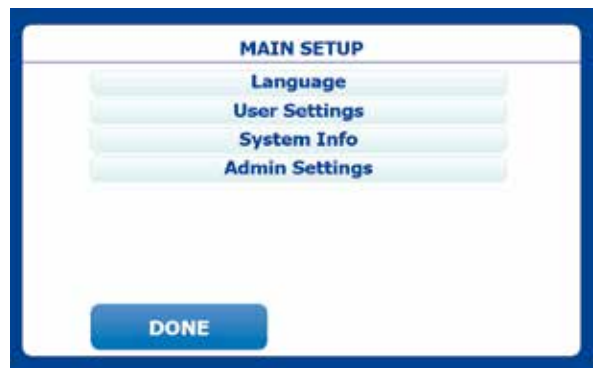 MAIN SETUP
Language
User Settings
System Info
Admin Settings
DONE